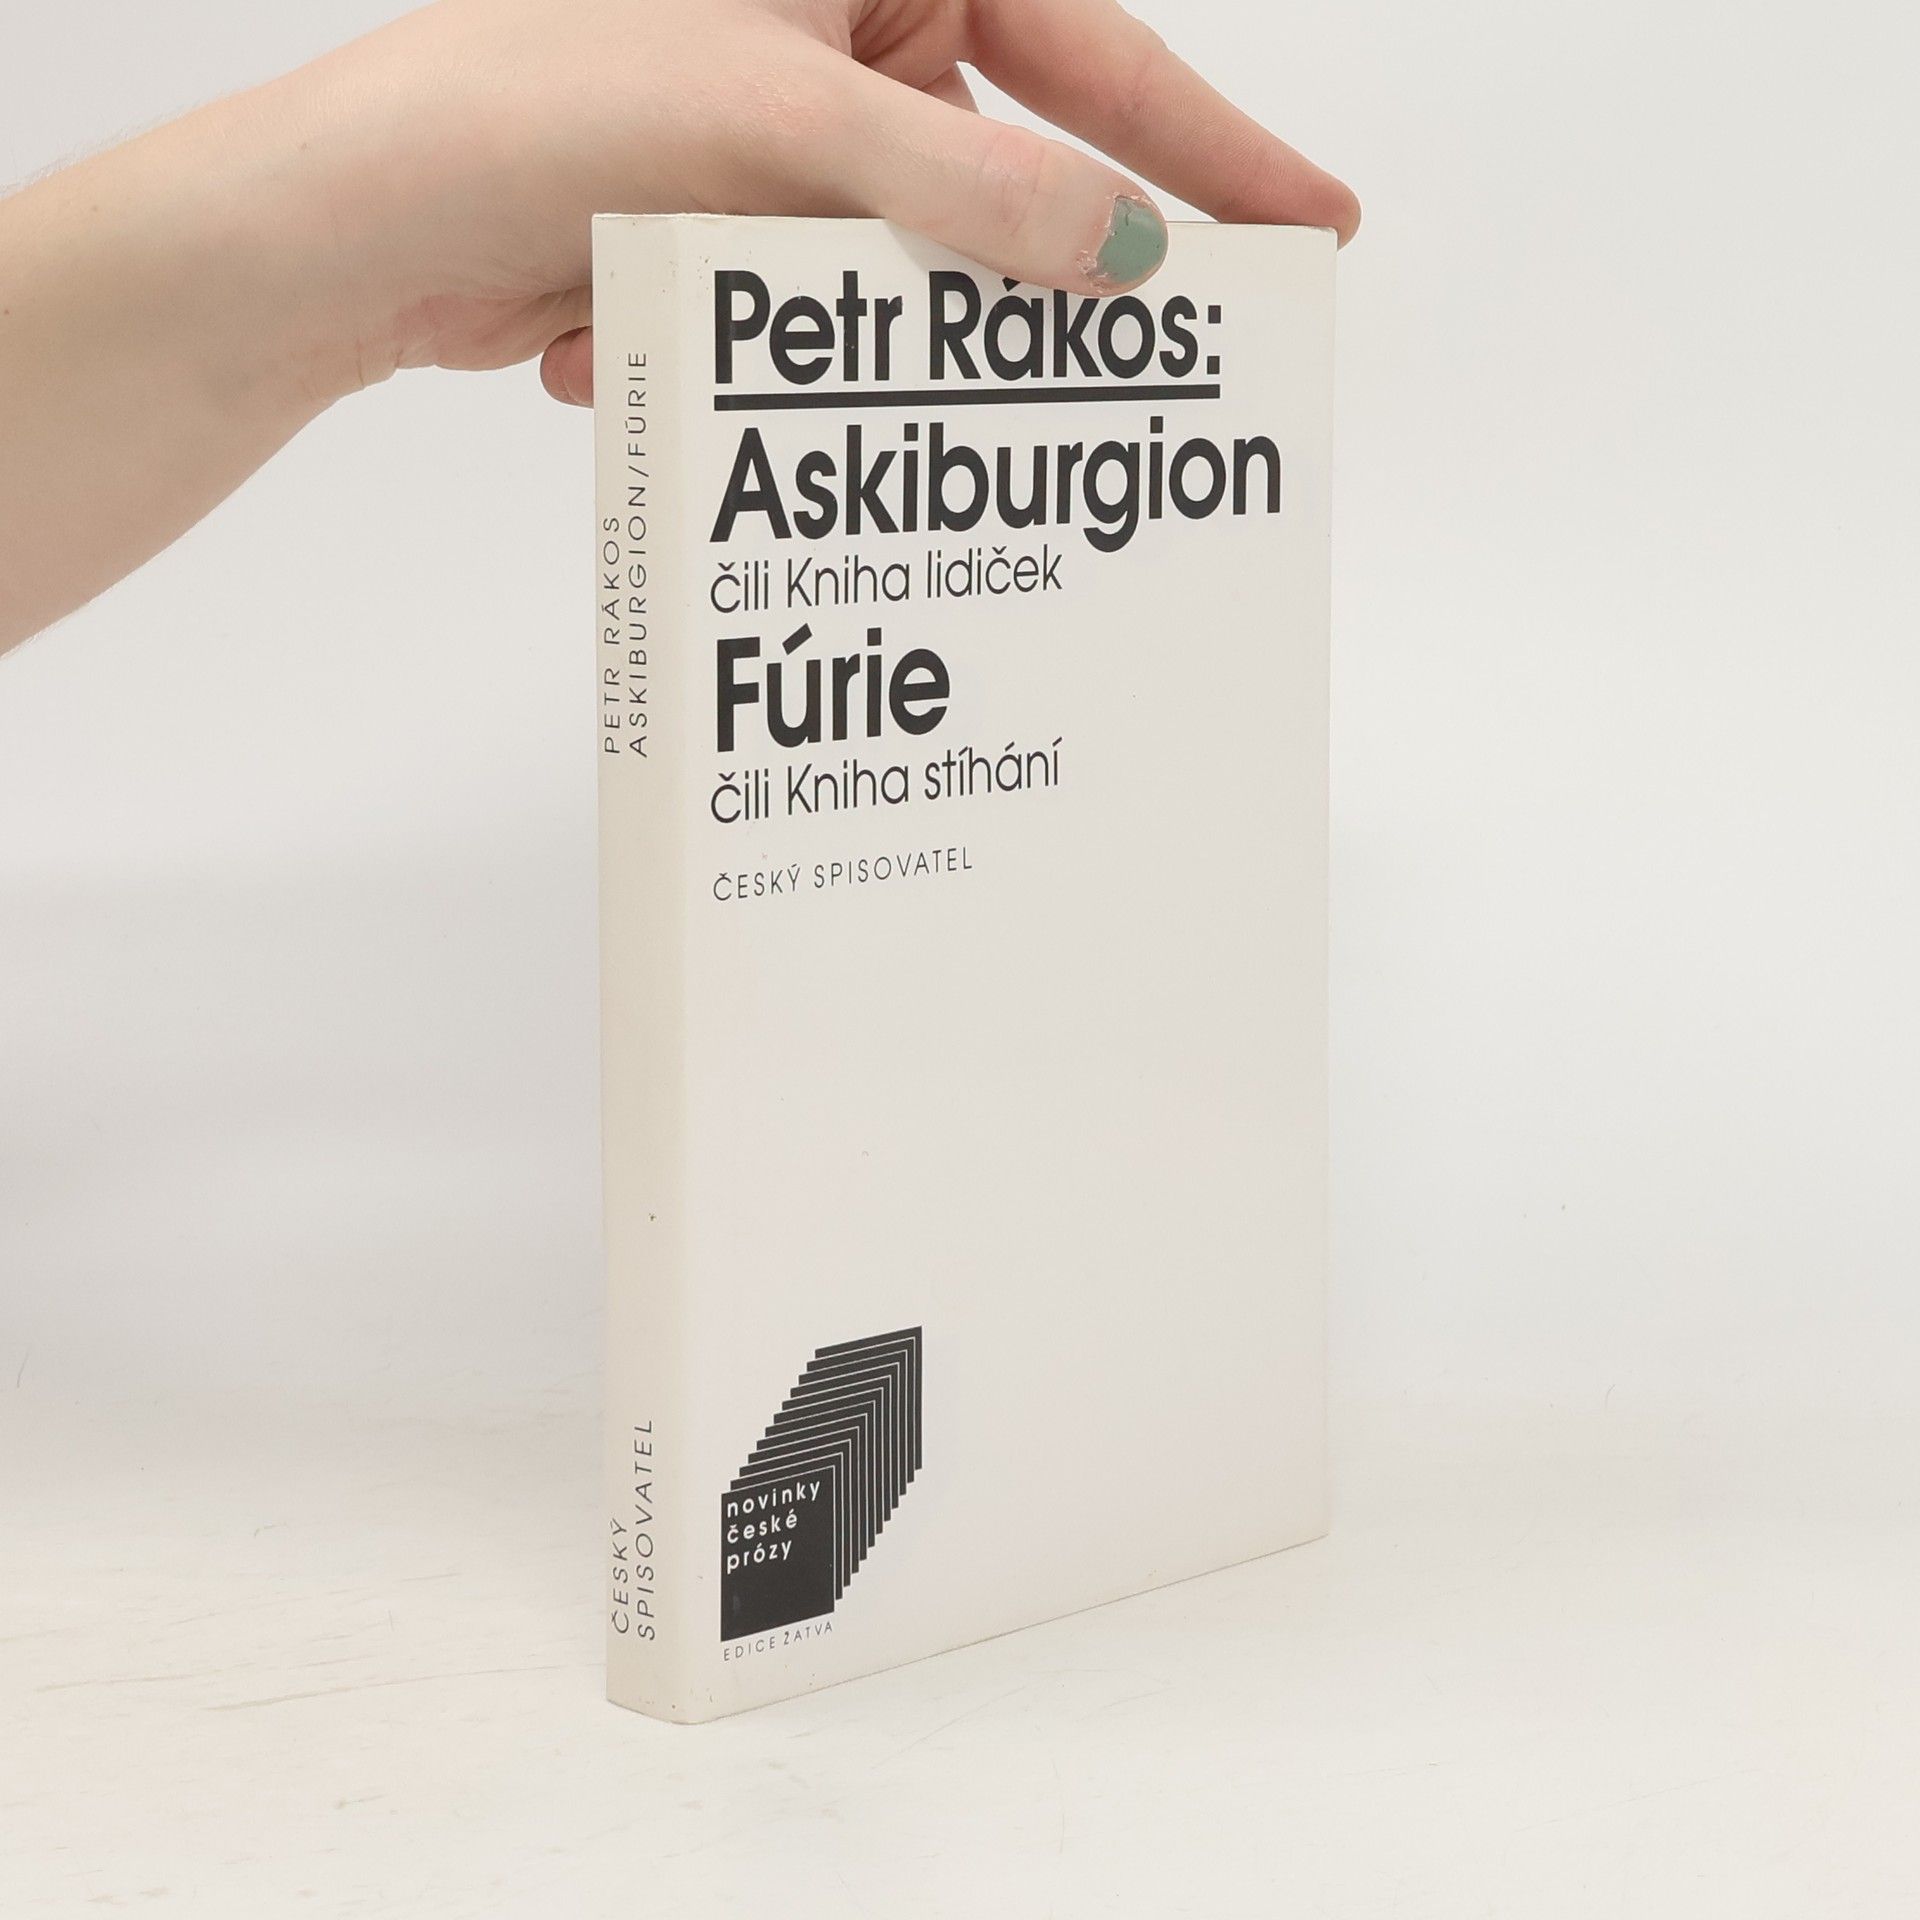 PETR RÁKOS
ASKIBURGION/FÚRIE
ČESKÝ
SPISOVATEL
Petr Rákos:
Askiburgion
čili Kniha lidiček
Fúrie
čili Kniha stíhání
ČESKÝ SPISOVATEL
novinky
české
prózy
EDICE ŽATVA